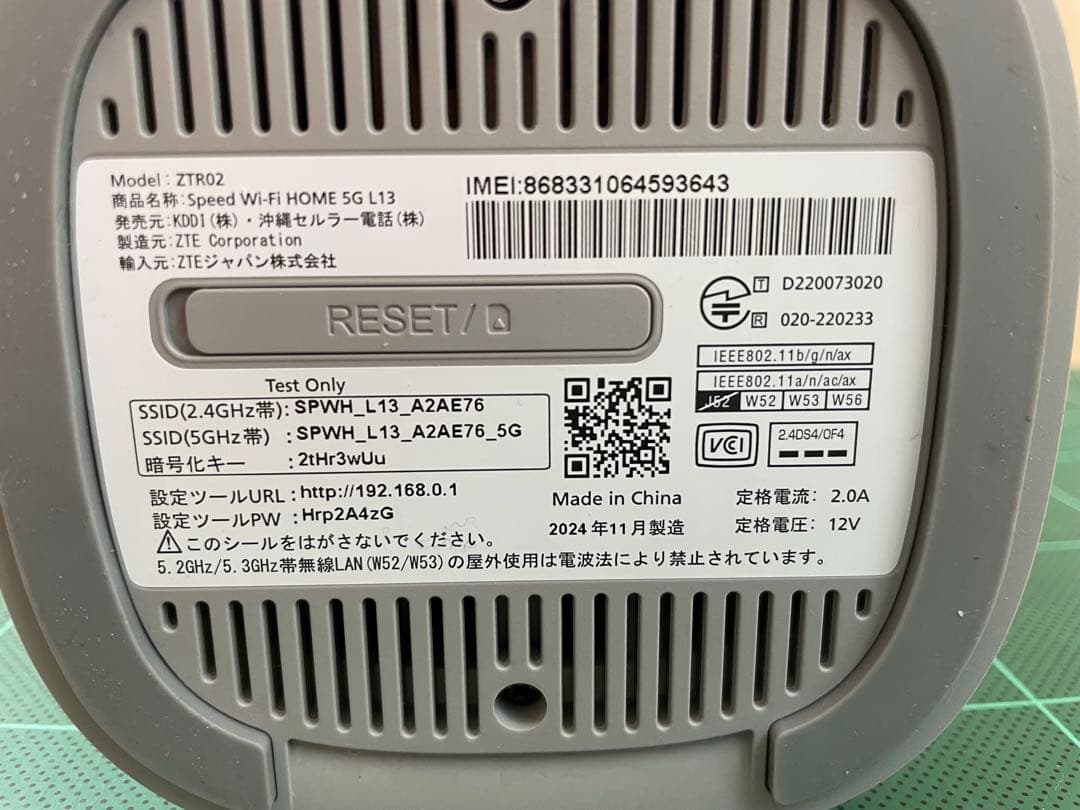 Model : ZTR02
商品名称:Speed Wi-Fi HOME 5G L13
発売元:KDDI(株)・沖縄セルラー電話(株)
製造元:ZTE Corporation
輸入元:ZTEジャパン株式会社
IMEI:868331064593643
RESET/
T D220073020
R 020-220233
IEEE802.11b/g/n/ax
IEEE802.11a/n/ac/ax
J52 W52 W53 W56
VCI
2.4DS4/OF4
Test Only
SSID(2.4GHz帯): SPWH_L13_A2AE76
SSID(5GHz帯) : SPWH_L13_A2AE76_5G
暗号化キー : 2tHr3wUu
設定ツールURL : http://192.168.0.1
設定ツールPW : Hrp2A4zG
Made in China
2024年11月製造
定格電流: 2.0A
定格電圧: 12V
⚠このシールをはがさないでください。
5.2GHz/5.3GHz帯無線LAN(W52/W53)の屋外使用は電波法により禁止されています。